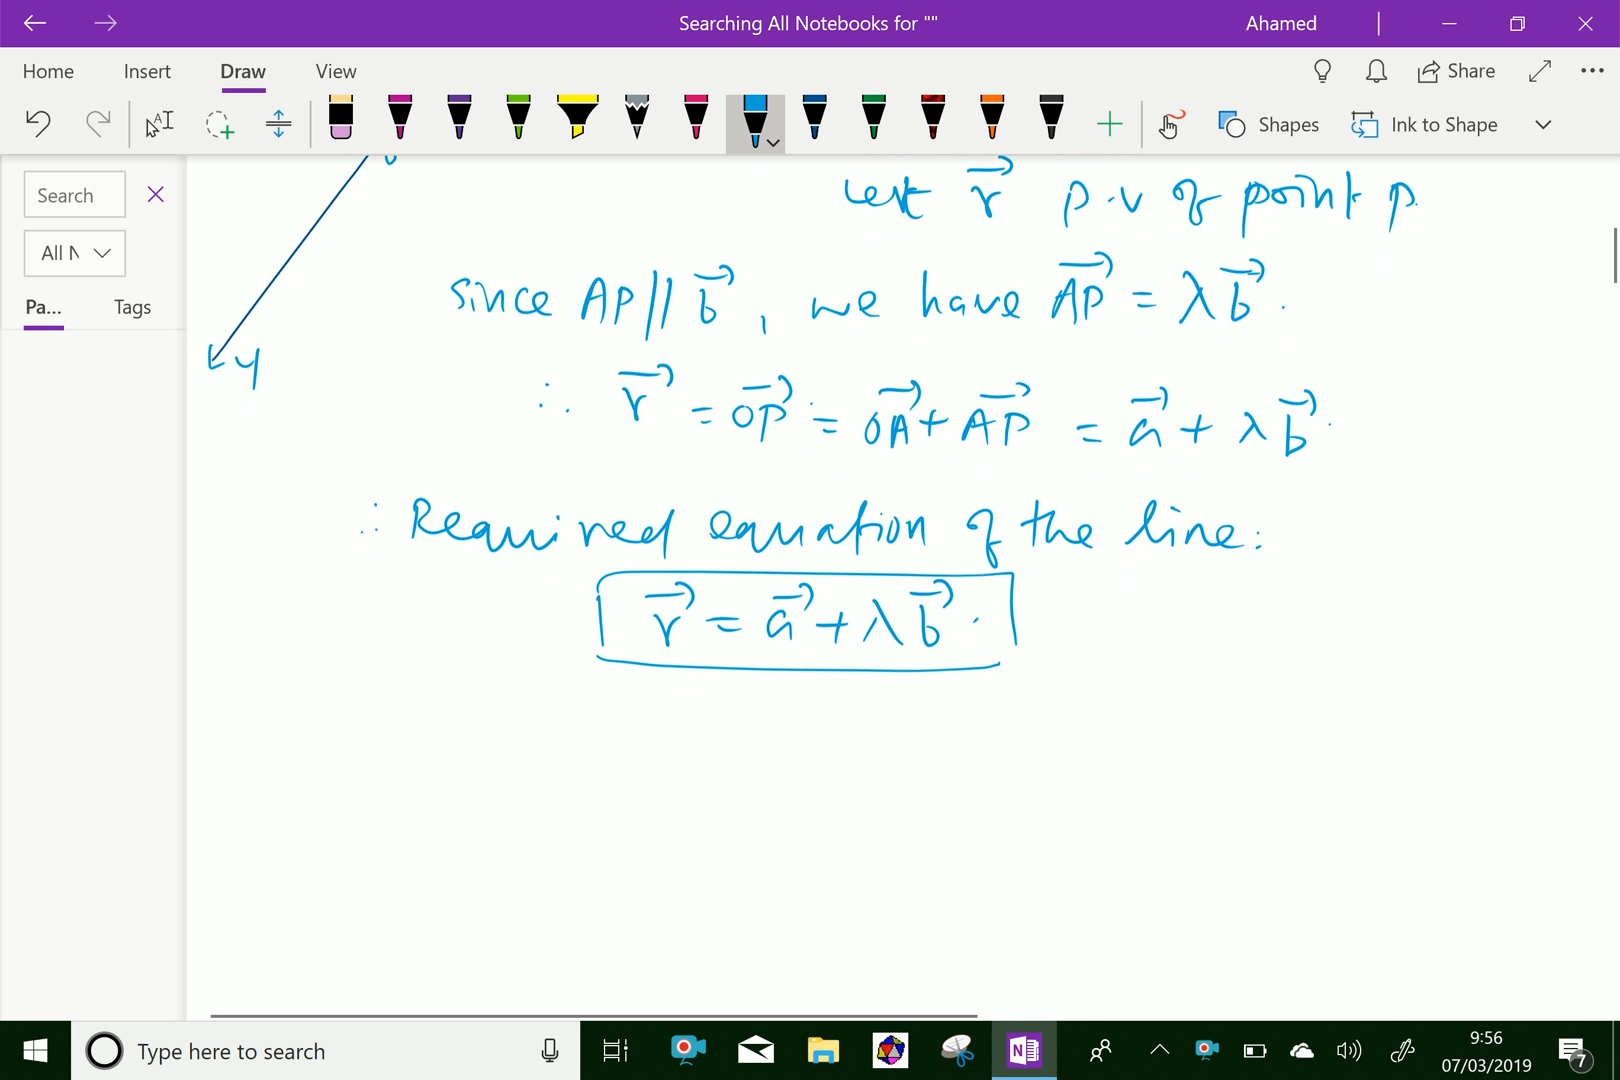 Searching All Notebooks for ""
Ahamed
Home Insert Draw View Share
Shapes Ink to Shape
Search
All N
Pa... Tags
Let r⃗ p.v of point P.
Since AP // b⃗, we have AP⃗ = λb⃗.
∴ r⃗ = OP⃗ = OA⃗ + AP⃗ = a⃗ + λb⃗.
y
∴ Required equation of the line:
r⃗ = a⃗ + λb⃗.
Type here to search
9:56
07/03/2019
7